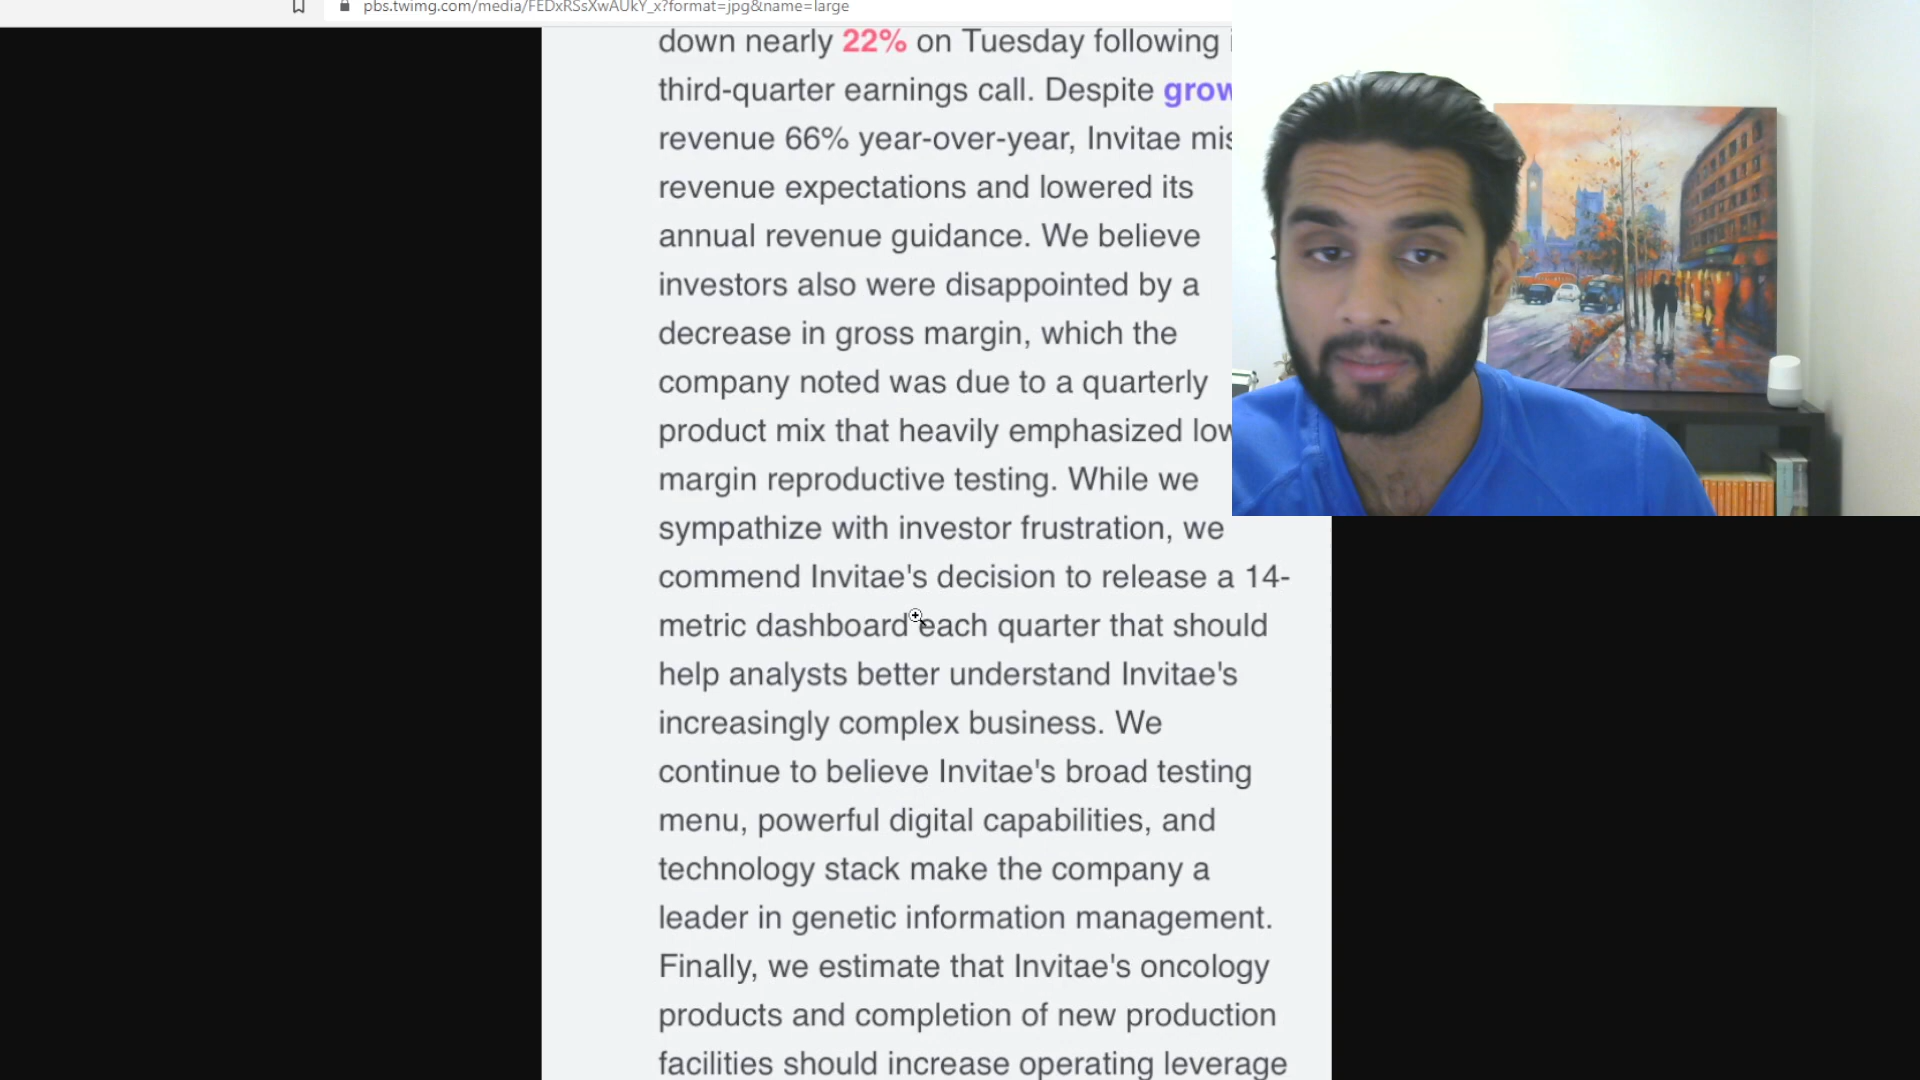 pbs.twimg.com/media/FEDxRSsXwAUkY_x?format=jpg&name=large
down nearly 22% on Tuesday following
third-quarter earnings call. Despite
revenue 66% year-over-year, Invitae
revenue expectations and lowered its
annual revenue guidance. We believe
investors also were disappointed by a
decrease in gross margin, which the
company noted was due to a quarterly
product mix that heavily emphasized
margin reproductive testing. While we
sympathize with investor frustration, we
commend Invitae's decision to release a 14-
metric dashboard each quarter that should
help analysts better understand Invitae's
increasingly complex business. We
continue to believe Invitae's broad testing
menu, powerful digital capabilities, and
technology stack make the company a
leader in genetic information management.
Finally, we estimate that Invitae's oncology
products and completion of new production
facilities should increase operating leverage